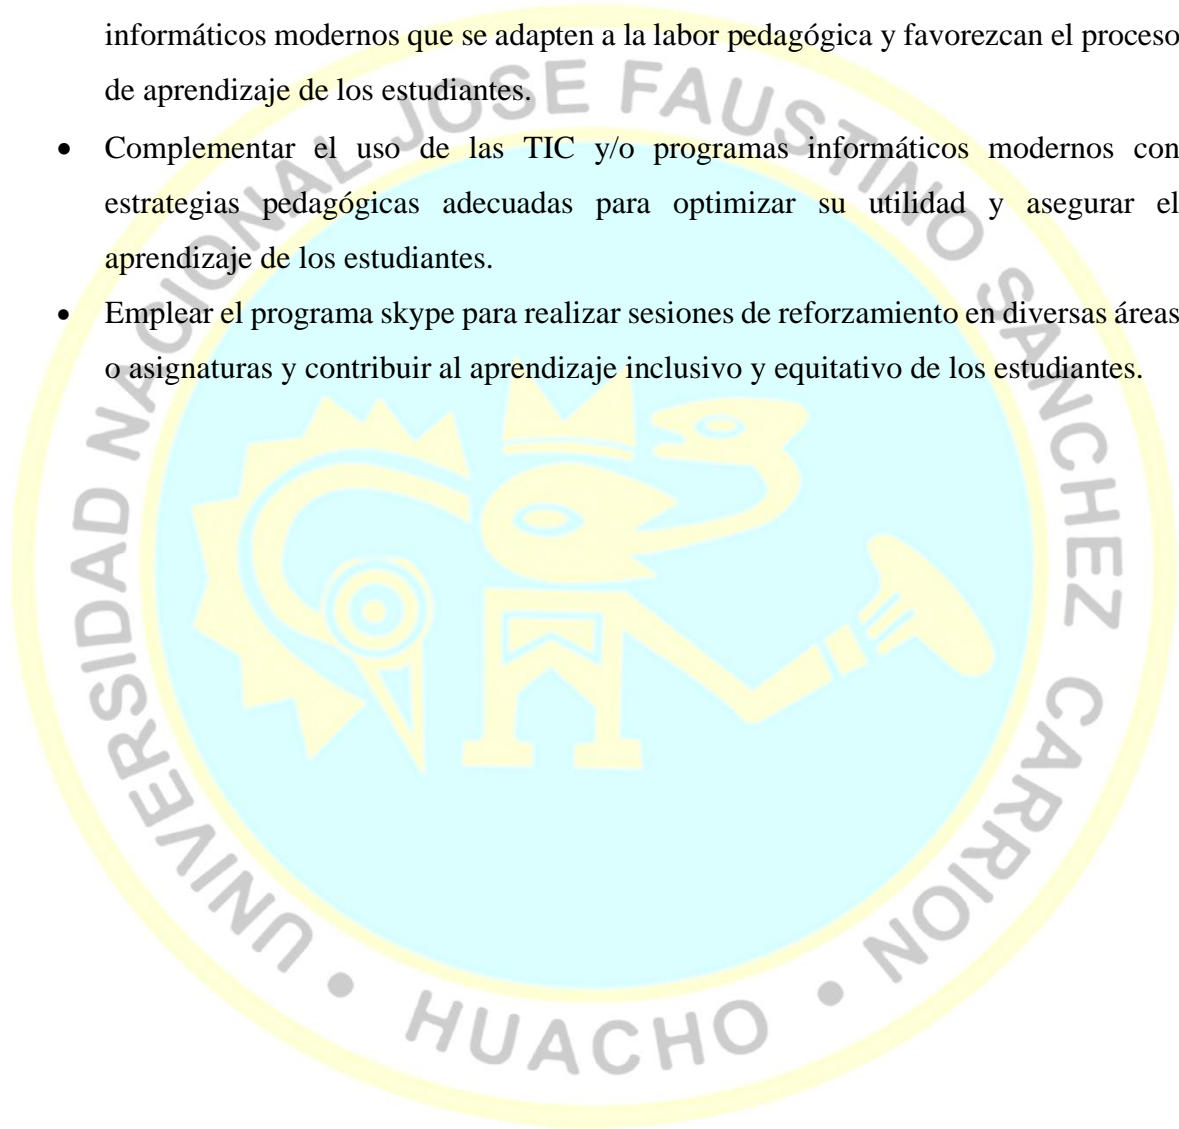 informáticos modernos que se adapten a la labor pedagógica y favorezcan el proceso
de aprendizaje de los estudiantes.
• Complementar el uso de las TIC y/o programas informáticos modernos con
estrategias pedagógicas adecuadas para optimizar su utilidad y asegurar el
aprendizaje de los estudiantes.
• Emplear el programa skype para realizar sesiones de reforzamiento en diversas áreas
o asignaturas y contribuir al aprendizaje inclusivo y equitativo de los estudiantes.
UNIVERSIDAD NACIONAL JOSE FAUSTINO SANCHEZ CARRION
• HUACHO •